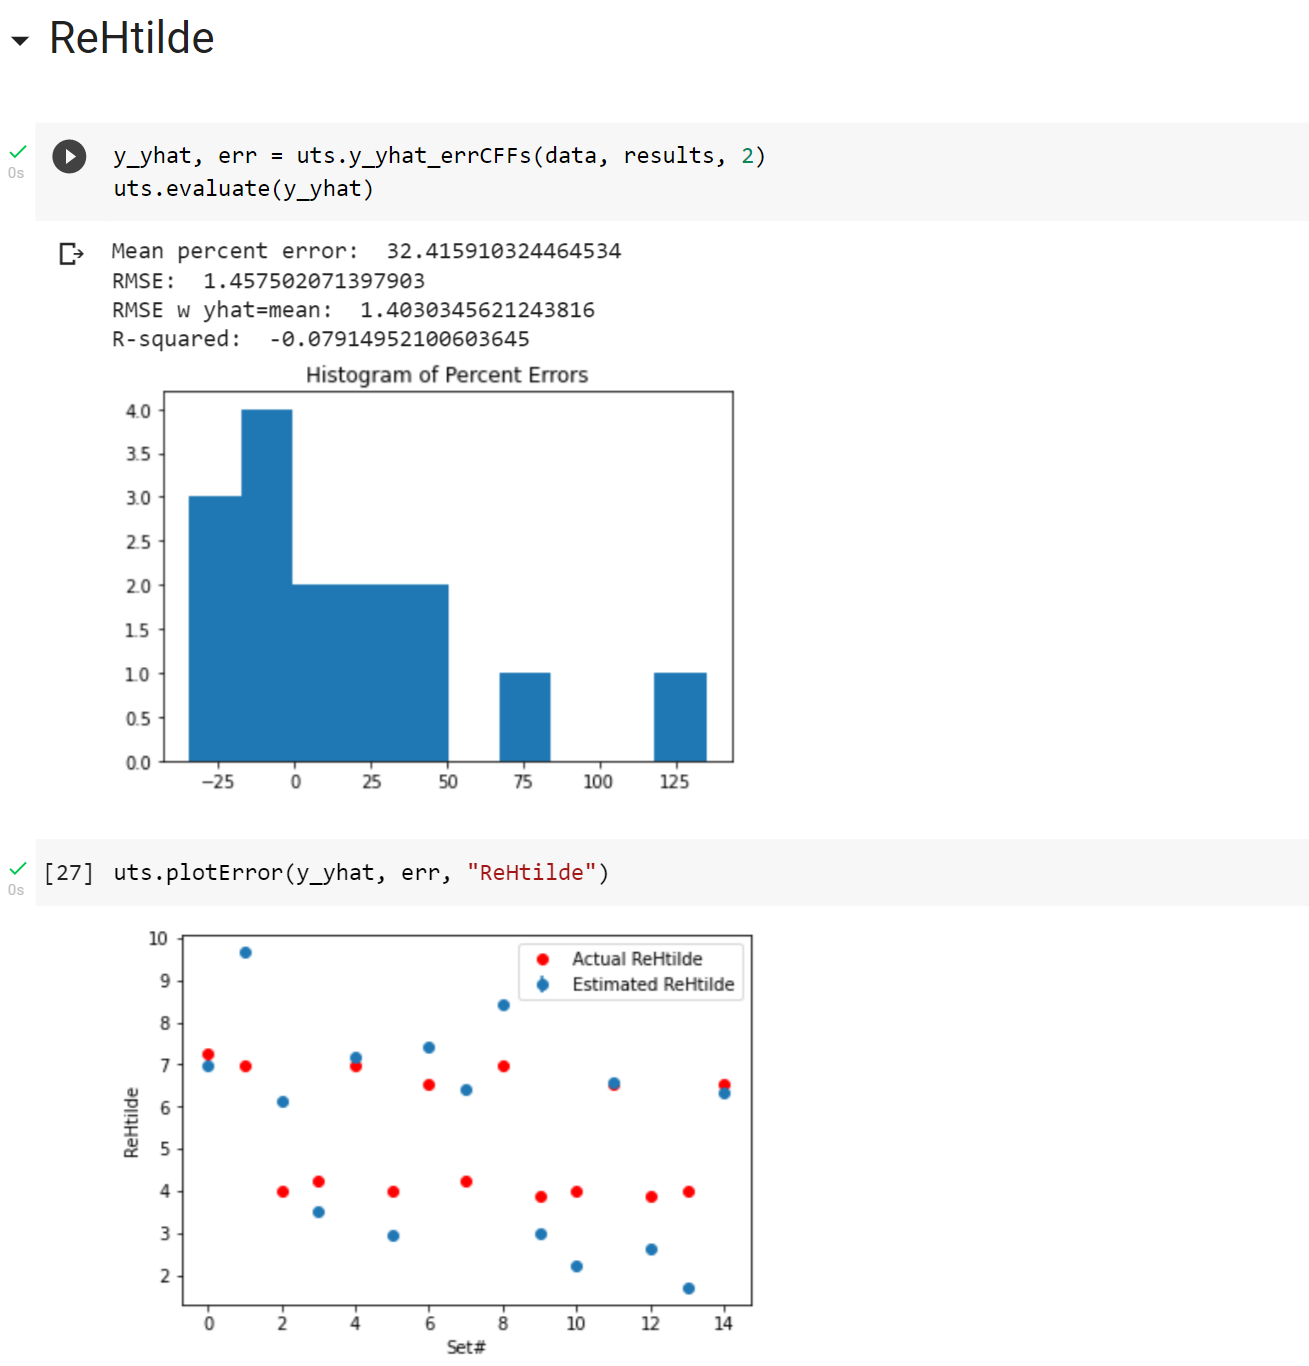 ReHtilde
0s
y_yhat, err = uts.y_yhat_errCFFs(data, results, 2)
uts.evaluate(y_yhat)
Mean percent error:  32.415910324464534
RMSE:  1.457502071397903
RMSE w yhat=mean:  1.4030345621243816
R-squared:  -0.07914952100603645
Histogram of Percent Errors
4.0
3.5
3.0
2.5
2.0
1.5
1.0
0.5
0.0
−25 0 25 50 75 100 125
0s
[27] uts.plotError(y_yhat, err, "ReHtilde")
Actual ReHtilde
Estimated ReHtilde
10
9
8
7
6
5
4
3
2
ReHtilde
0 2 4 6 8 10 12 14
Set#